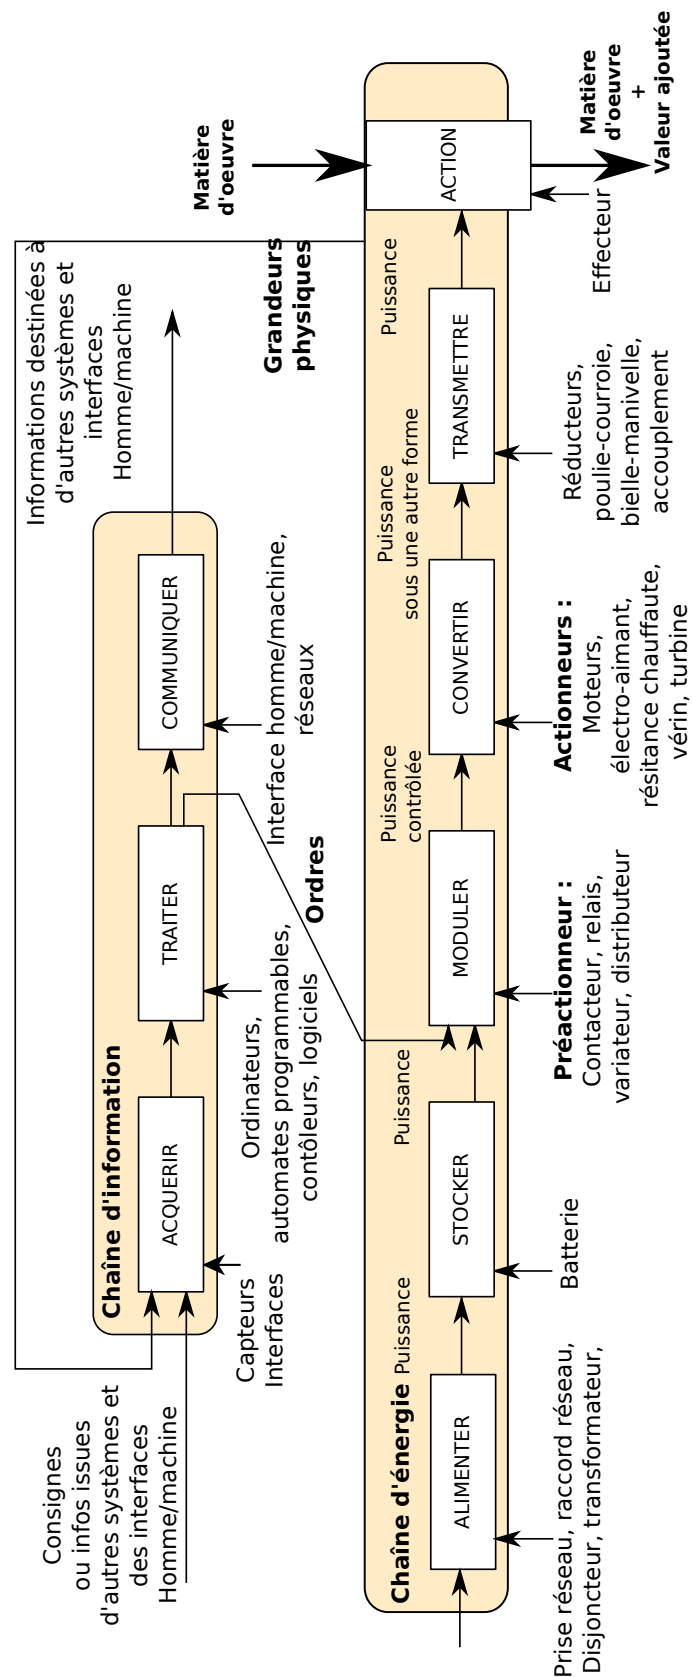 Informations destinées à
d'autres systèmes et
interfaces
Homme/machine
Matière
d'oeuvre
Chaîne d'information
ACQUERIR
TRAITER
COMMUNIQUER
Grandeurs
physiques
Consignes
ou infos issues
d'autres systèmes et
des interfaces
Homme/machine
Capteurs
Interfaces
Ordinateurs,
automates programmables,
contôleurs, logiciels
Interface homme/machine,
réseaux
Ordres
Chaîne d'énergie
Puissance
Puissance
Puissance
contrôlée
Puissance
sous une autre forme
Puissance
ALIMENTER
STOCKER
MODULER
CONVERTIR
TRANSMETTRE
ACTION
Prise réseau, raccord réseau,
Disjoncteur, transformateur,
Batterie
Préactionneur :
Contacteur, relais,
variateur, distributeur
Actionneurs :
Moteurs,
électro-aimant,
résitance chauffaute,
vérin, turbine
Réducteurs,
poulie-courroie,
bielle-manivelle,
accouplement
Effecteur
Matière
d'oeuvre
+
Valeur ajoutée